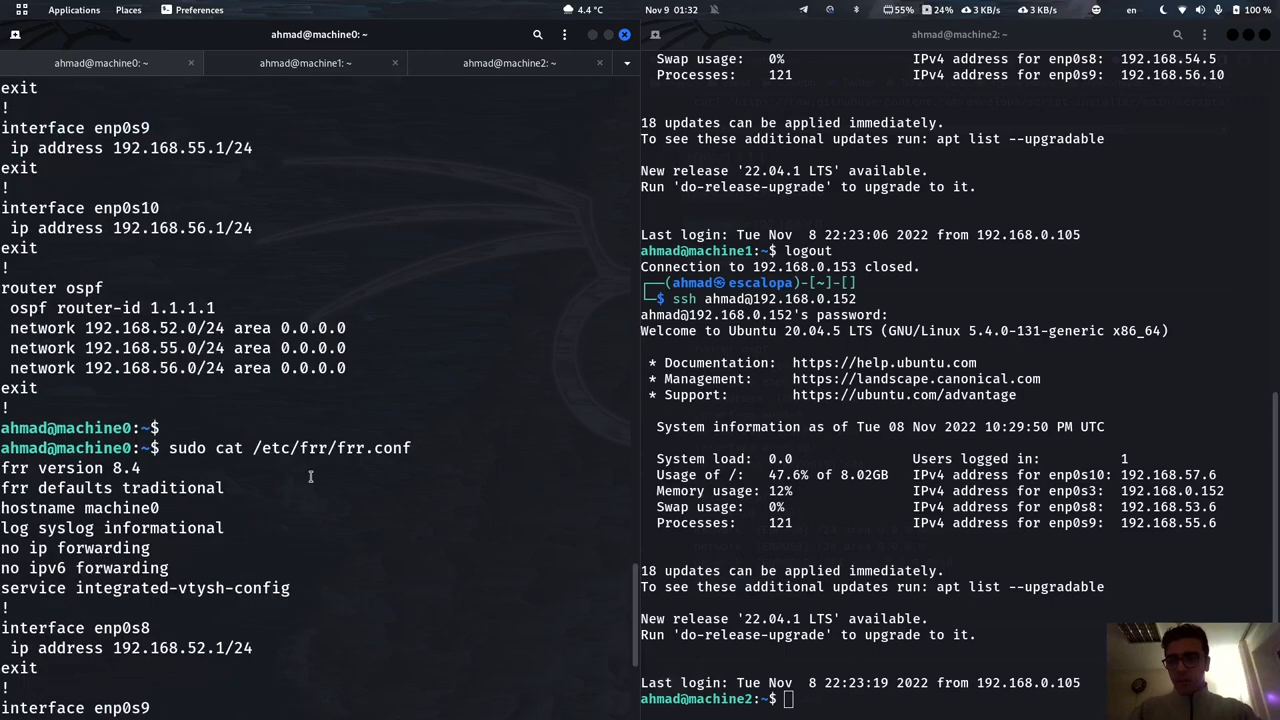 Applications Places Preferences
4.4 °C
Nov 9 01:32
55% 24% 3 KB/s 3 KB/s en 100 %
ahmad@machine0: ~
ahmad@machine0: ~ ahmad@machine1: ~ ahmad@machine2: ~
exit
!
interface enp0s9
ip address 192.168.55.1/24
exit
!
interface enp0s10
ip address 192.168.56.1/24
exit
!
router ospf
ospf router-id 1.1.1.1
network 192.168.52.0/24 area 0.0.0.0
network 192.168.55.0/24 area 0.0.0.0
network 192.168.56.0/24 area 0.0.0.0
exit
!
ahmad@machine0:~$
ahmad@machine0:~$ sudo cat /etc/frr/frr.conf
frr version 8.4
frr defaults traditional
hostname machine0
log syslog informational
no ip forwarding
no ipv6 forwarding
service integrated-vtysh-config
!
interface enp0s8
ip address 192.168.52.1/24
exit
!
interface enp0s9
ahmad@machine2: ~
Swap usage: 0% IPv4 address for enp0s8: 192.168.54.5
Processes: 121 IPv4 address for enp0s9: 192.168.56.10
18 updates can be applied immediately.
To see these additional updates run: apt list --upgradable
New release '22.04.1 LTS' available.
Run 'do-release-upgrade' to upgrade to it.
Last login: Tue Nov 8 22:23:06 2022 from 192.168.0.105
ahmad@machine1:~$ logout
Connection to 192.168.0.153 closed.
┌──(ahmad㉿escalopa)-[~]-[]
└─$ ssh ahmad@192.168.0.152
ahmad@192.168.0.152's password:
Welcome to Ubuntu 20.04.5 LTS (GNU/Linux 5.4.0-131-generic x86_64)
* Documentation: https://help.ubuntu.com
* Management: https://landscape.canonical.com
* Support: https://ubuntu.com/advantage
System information as of Tue 08 Nov 2022 10:29:50 PM UTC
System load: 0.0 Users logged in: 1
Usage of /: 47.6% of 8.02GB IPv4 address for enp0s10: 192.168.57.6
Memory usage: 12% IPv4 address for enp0s3: 192.168.0.152
Swap usage: 0% IPv4 address for enp0s8: 192.168.53.6
Processes: 121 IPv4 address for enp0s9: 192.168.55.6
18 updates can be applied immediately.
To see these additional updates run: apt list --upgradable
New release '22.04.1 LTS' available.
Run 'do-release-upgrade' to upgrade to it.
Last login: Tue Nov 8 22:23:19 2022 from 192.168.0.105
ahmad@machine2:~$